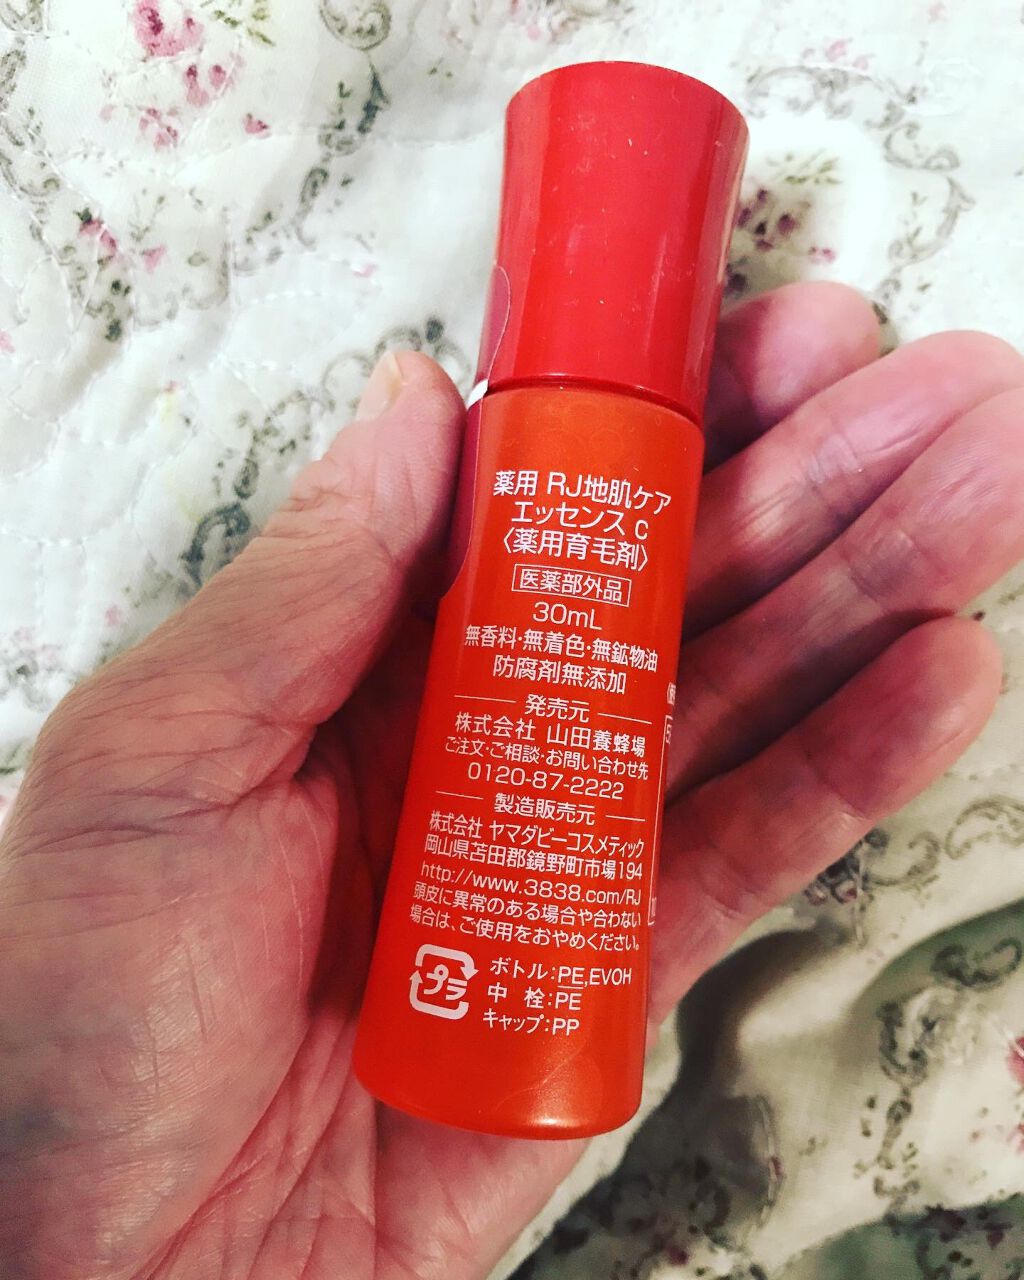 薬用 RJ地肌ケア
エッセンス C
〈薬用育毛剤〉
医薬部外品
30mL
無香料・無着色・無鉱物油
防腐剤無添加
発売元
株式会社 山田養蜂場
ご注文・ご相談・お問い合わせ先
0120-87-2222
製造販売元
株式会社 ヤマダビーコスメティック
岡山県苫田郡鏡野町市場194
http://www.3838.com/RJ
頭皮に異常のある場合や合わない
場合は、ご使用をおやめください。
プラ
ボトル:PE,EVOH
中 栓:PE
キャップ:PP